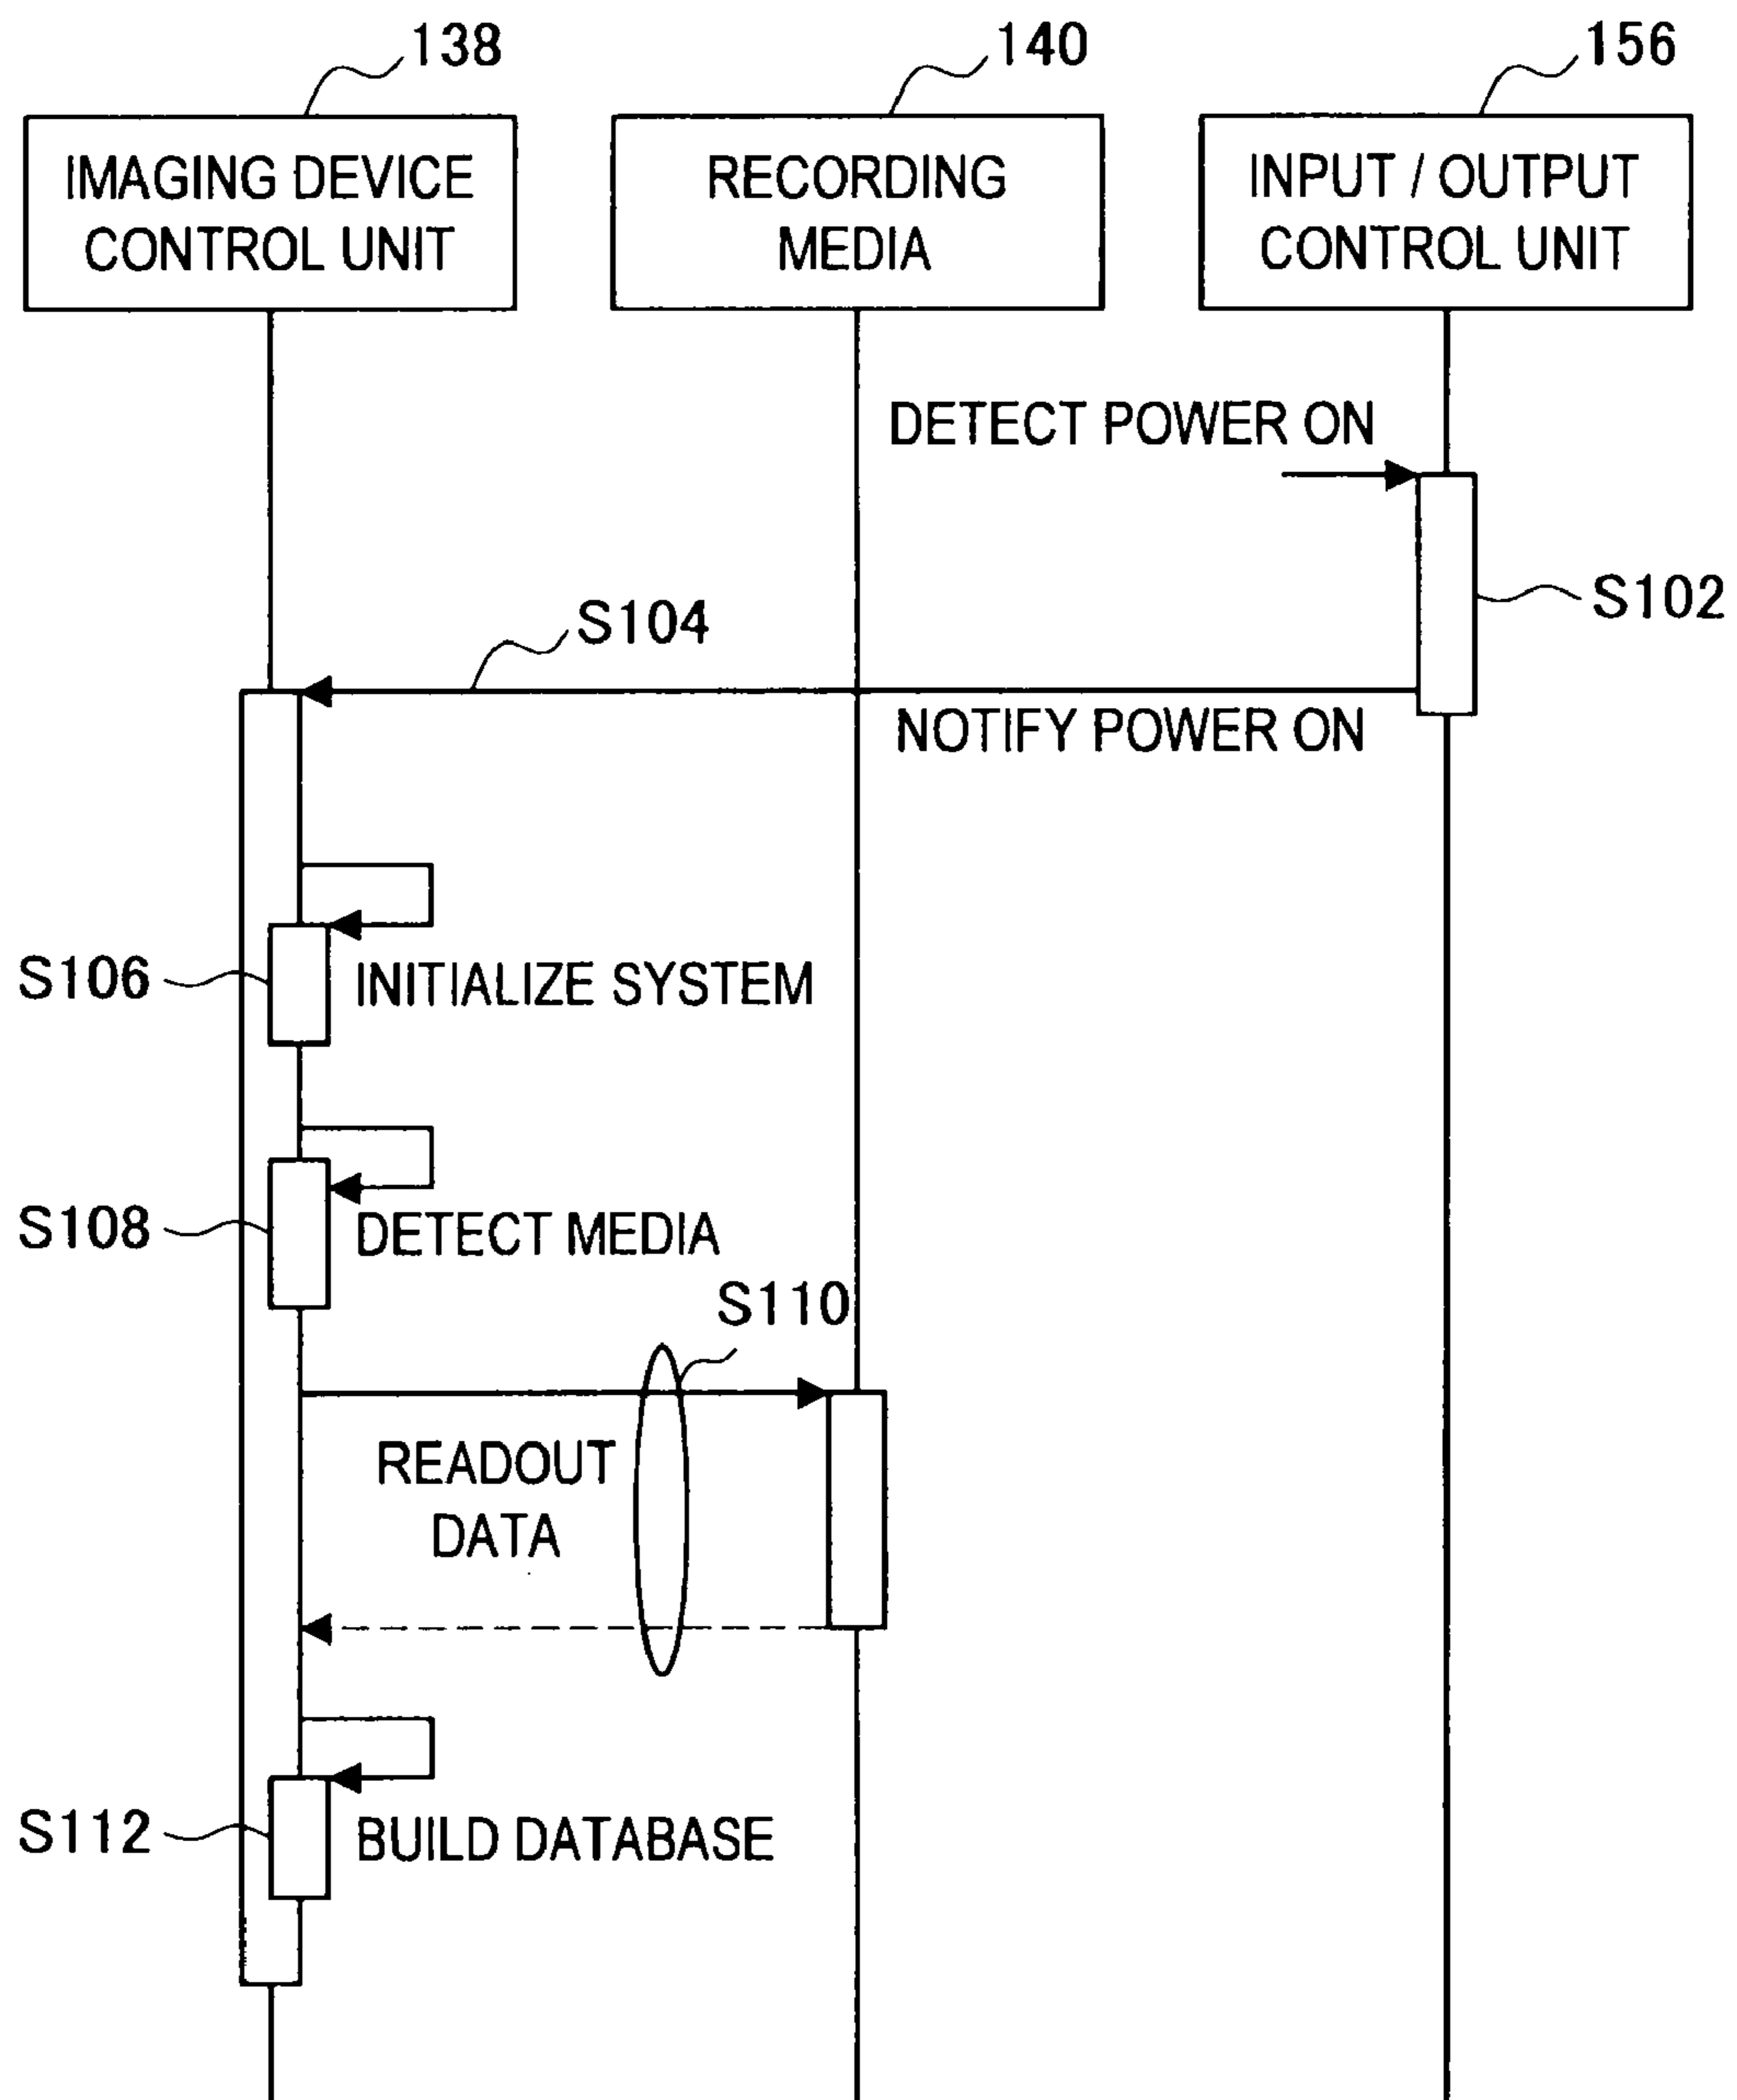 138
140
156
IMAGING DEVICE
CONTROL UNIT
RECORDING
MEDIA
INPUT / OUTPUT
CONTROL UNIT
DETECT POWER ON
S102
S104
NOTIFY POWER ON
S106
INITIALIZE SYSTEM
S108
DETECT MEDIA
S110
READOUT
DATA
S112
BUILD DATABASE